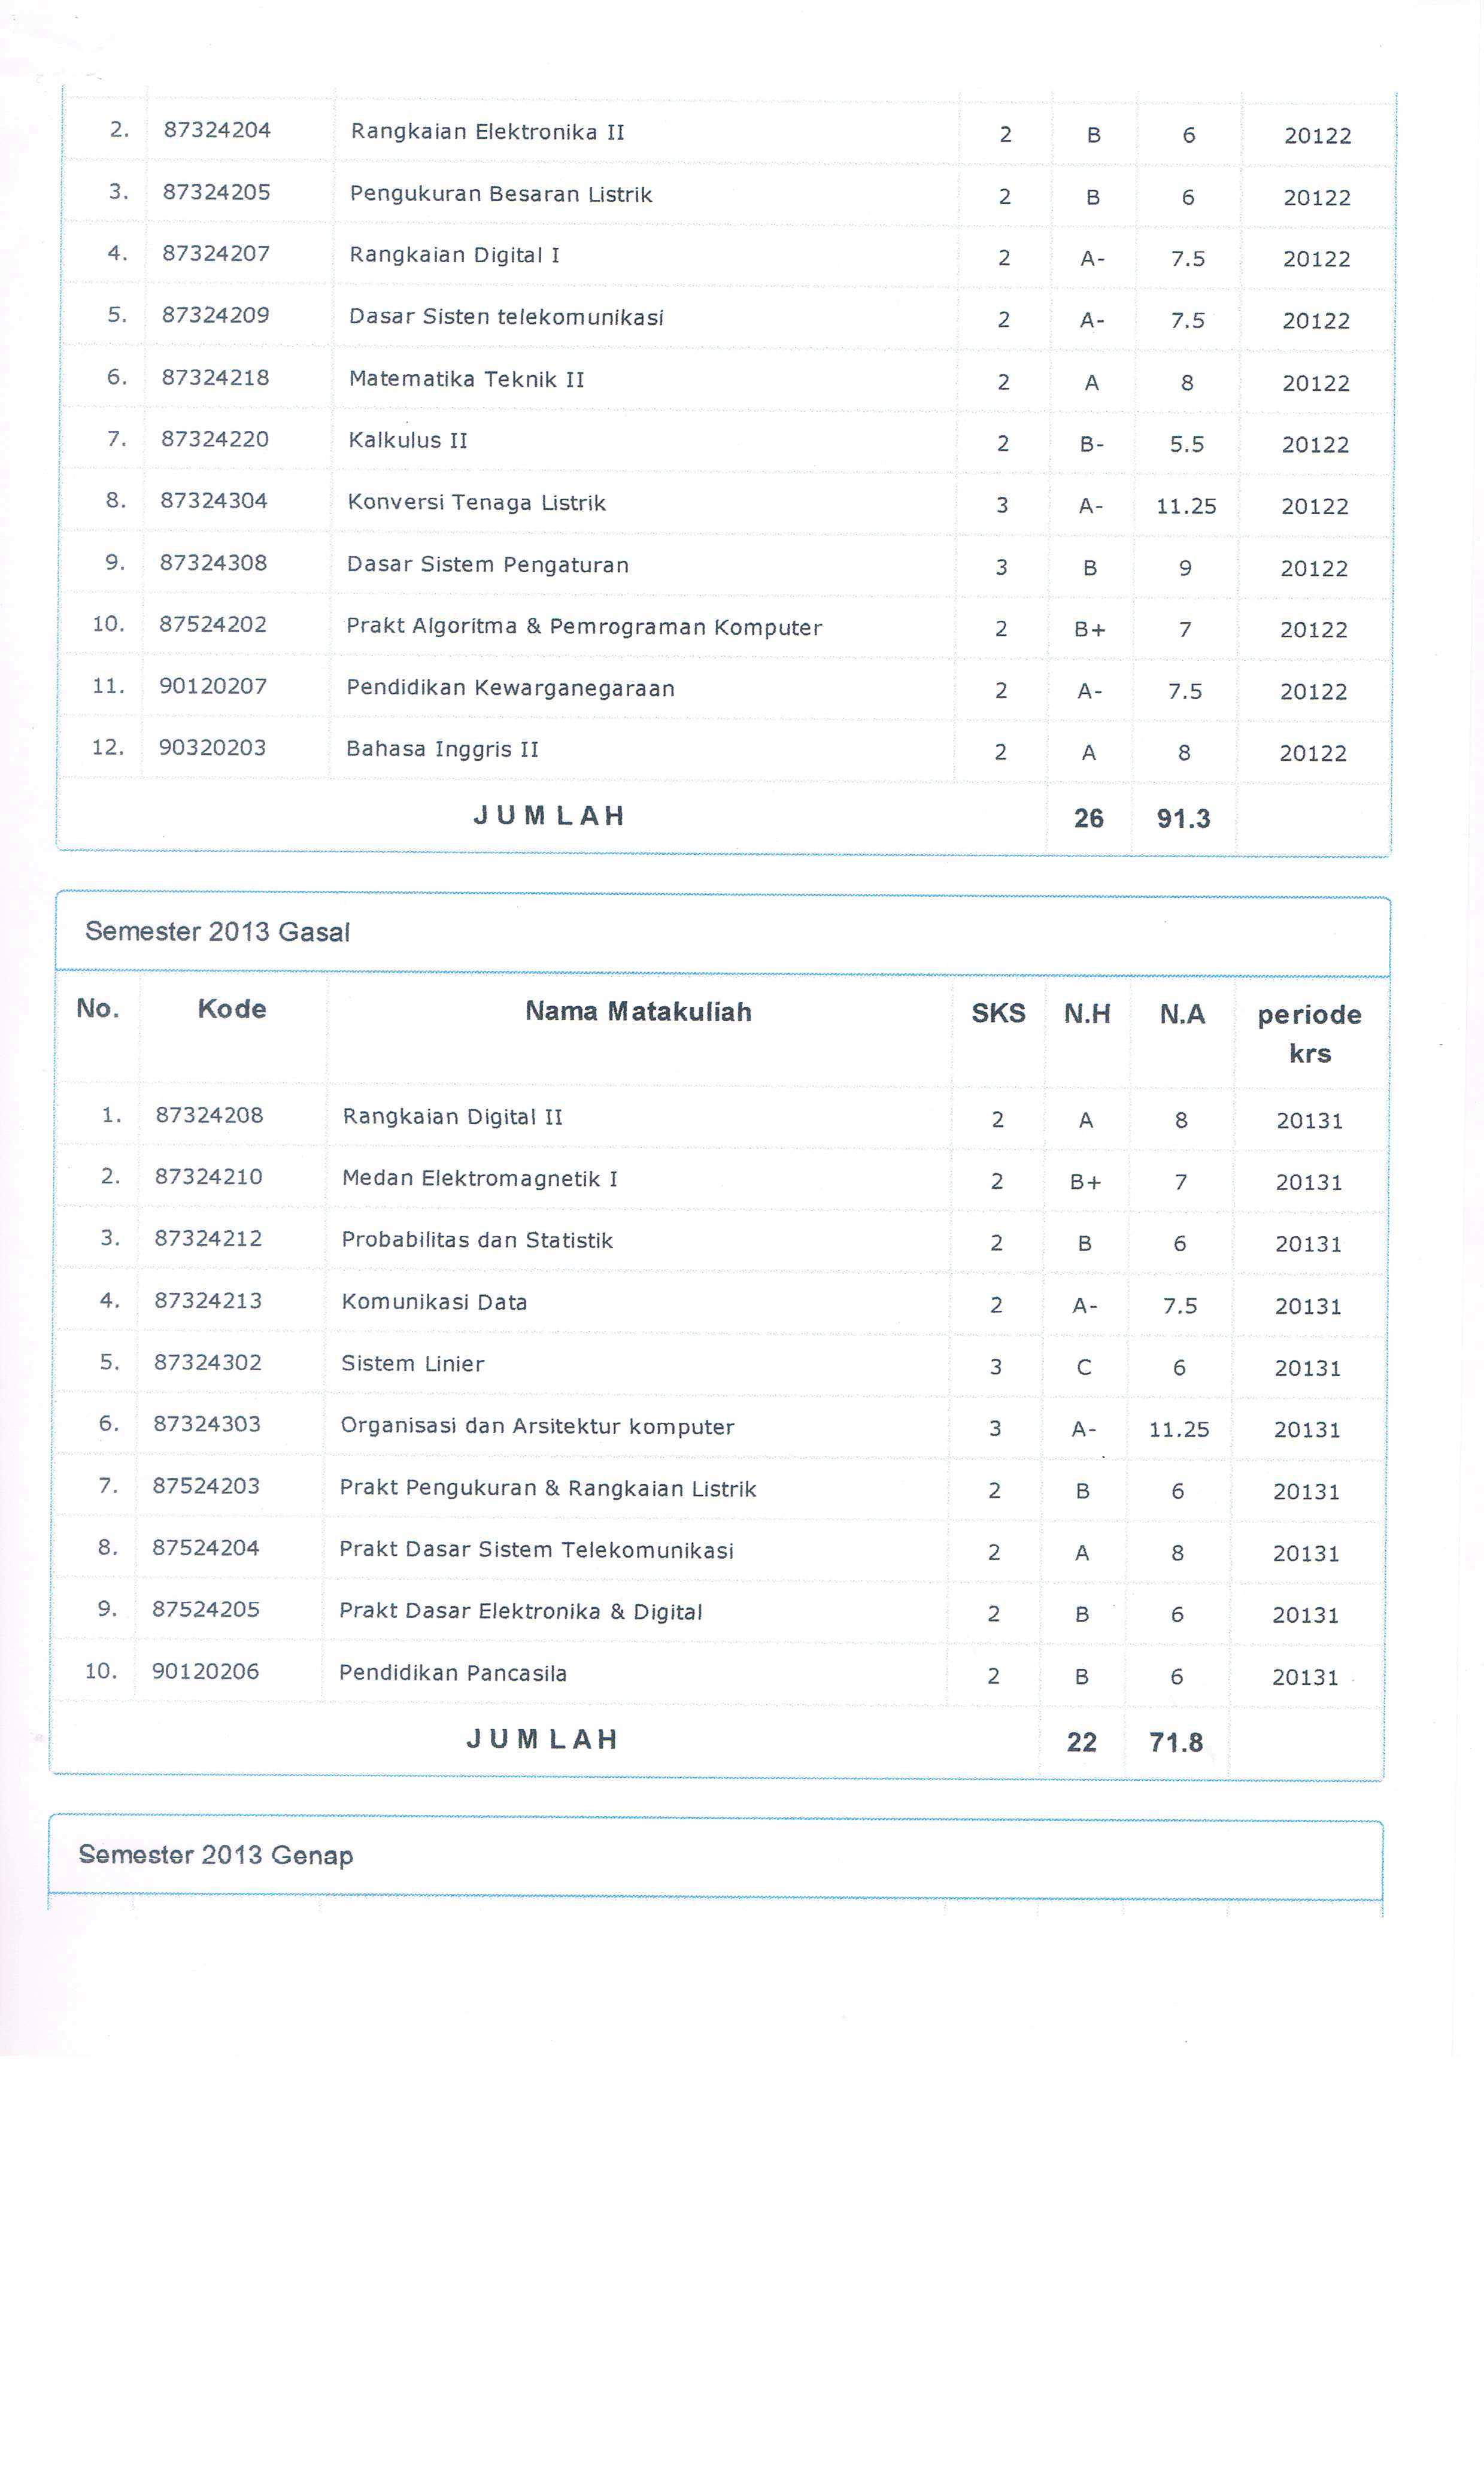 2. 87324204 Rangkaian Elektronika II 2 B 6 20122
3. 87324205 Pengukuran Besaran Listrik 2 B 6 20122
4. 87324207 Rangkaian Digital I 2 A- 7.5 20122
5. 87324209 Dasar Sisten telekomunikasi 2 A- 7.5 20122
6. 87324218 Matematika Teknik II 2 A 8 20122
7. 87324220 Kalkulus II 2 B- 5.5 20122
8. 87324304 Konversi Tenaga Listrik 3 A- 11.25 20122
9. 87324308 Dasar Sistem Pengaturan 3 B 9 20122
10. 87524202 Prakt Algoritma & Pemrograman Komputer 2 B+ 7 20122
11. 90120207 Pendidikan Kewarganegaraan 2 A- 7.5 20122
12. 90320203 Bahasa Inggris II 2 A 8 20122
JUMLAH 26 91.3
Semester 2013 Gasal
No. Kode Nama Matakuliah SKS N.H N.A periode
krs
1. 87324208 Rangkaian Digital II 2 A 8 20131
2. 87324210 Medan Elektromagnetik I 2 B+ 7 20131
3. 87324212 Probabilitas dan Statistik 2 B 6 20131
4. 87324213 Komunikasi Data 2 A- 7.5 20131
5. 87324302 Sistem Linier 3 C 6 20131
6. 87324303 Organisasi dan Arsitektur komputer 3 A- 11.25 20131
7. 87524203 Prakt Pengukuran & Rangkaian Listrik 2 B 6 20131
8. 87524204 Prakt Dasar Sistem Telekomunikasi 2 A 8 20131
9. 87524205 Prakt Dasar Elektronika & Digital 2 B 6 20131
10. 90120206 Pendidikan Pancasila 2 B 6 20131
JUMLAH 22 71.8
Semester 2013 Genap